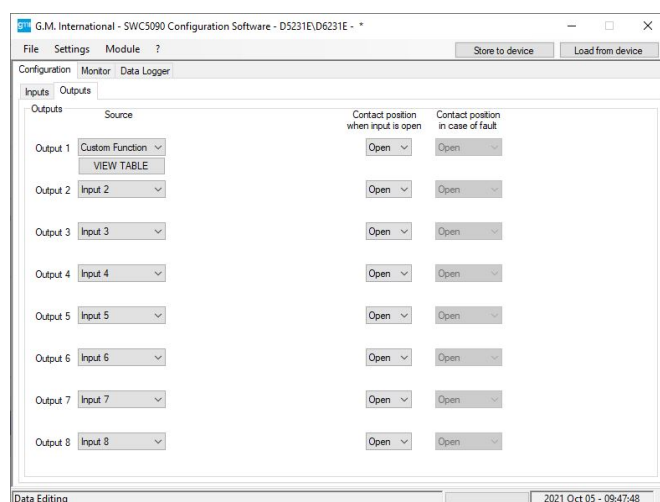 gmi G.M. International - SWC5090 Configuration Software - D5231E\D6231E - *
File Settings Module ? Store to device Load from device
Configuration Monitor Data Logger
Inputs Outputs
Outputs
Source
Contact position when input is open
Contact position in case of fault
Output 1 Custom Function Open Open
VIEW TABLE
Output 2 Input 2 Open Open
Output 3 Input 3 Open Open
Output 4 Input 4 Open Open
Output 5 Input 5 Open Open
Output 6 Input 6 Open Open
Output 7 Input 7 Open Open
Output 8 Input 8 Open Open
Data Editing 2021 Oct 05 - 09:47:48